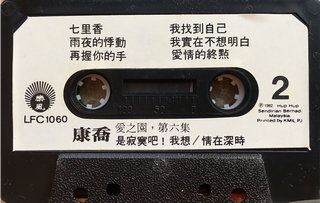 七里香
雨夜的悸動
再握你的手
我找到自己
我實在不想明白
愛情的終點
LFC1060
2
℗ 1982 Hup Hup
Sendirian Berhad.
Malaysia.
Printed by KMS, PJ
康喬
愛之園，第六集
是寂寞吧！我想/情在深時